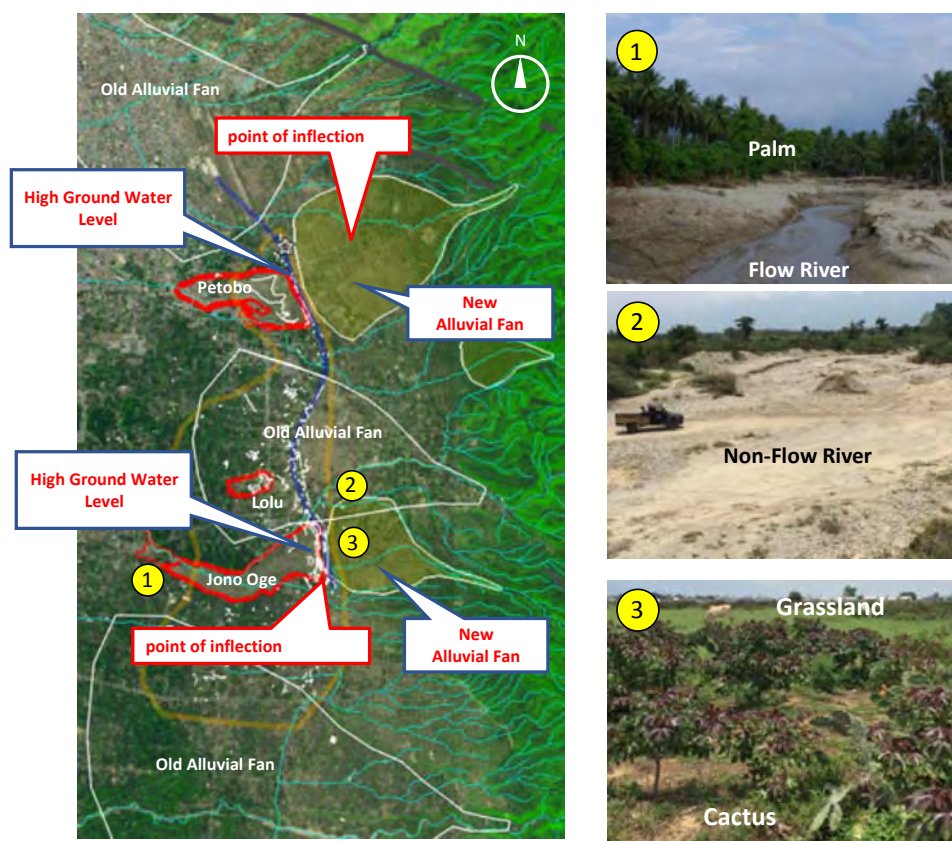 N
Old Alluvial Fan
point of inflection
High Ground Water
Level
Petobo
New
Alluvial Fan
Old Alluvial Fan
High Ground Water
Level
Lolu
2
3
1
Jono Oge
point of inflection
New
Alluvial Fan
Old Alluvial Fan
1
Palm
Flow River
2
Non-Flow River
3
Grassland
Cactus